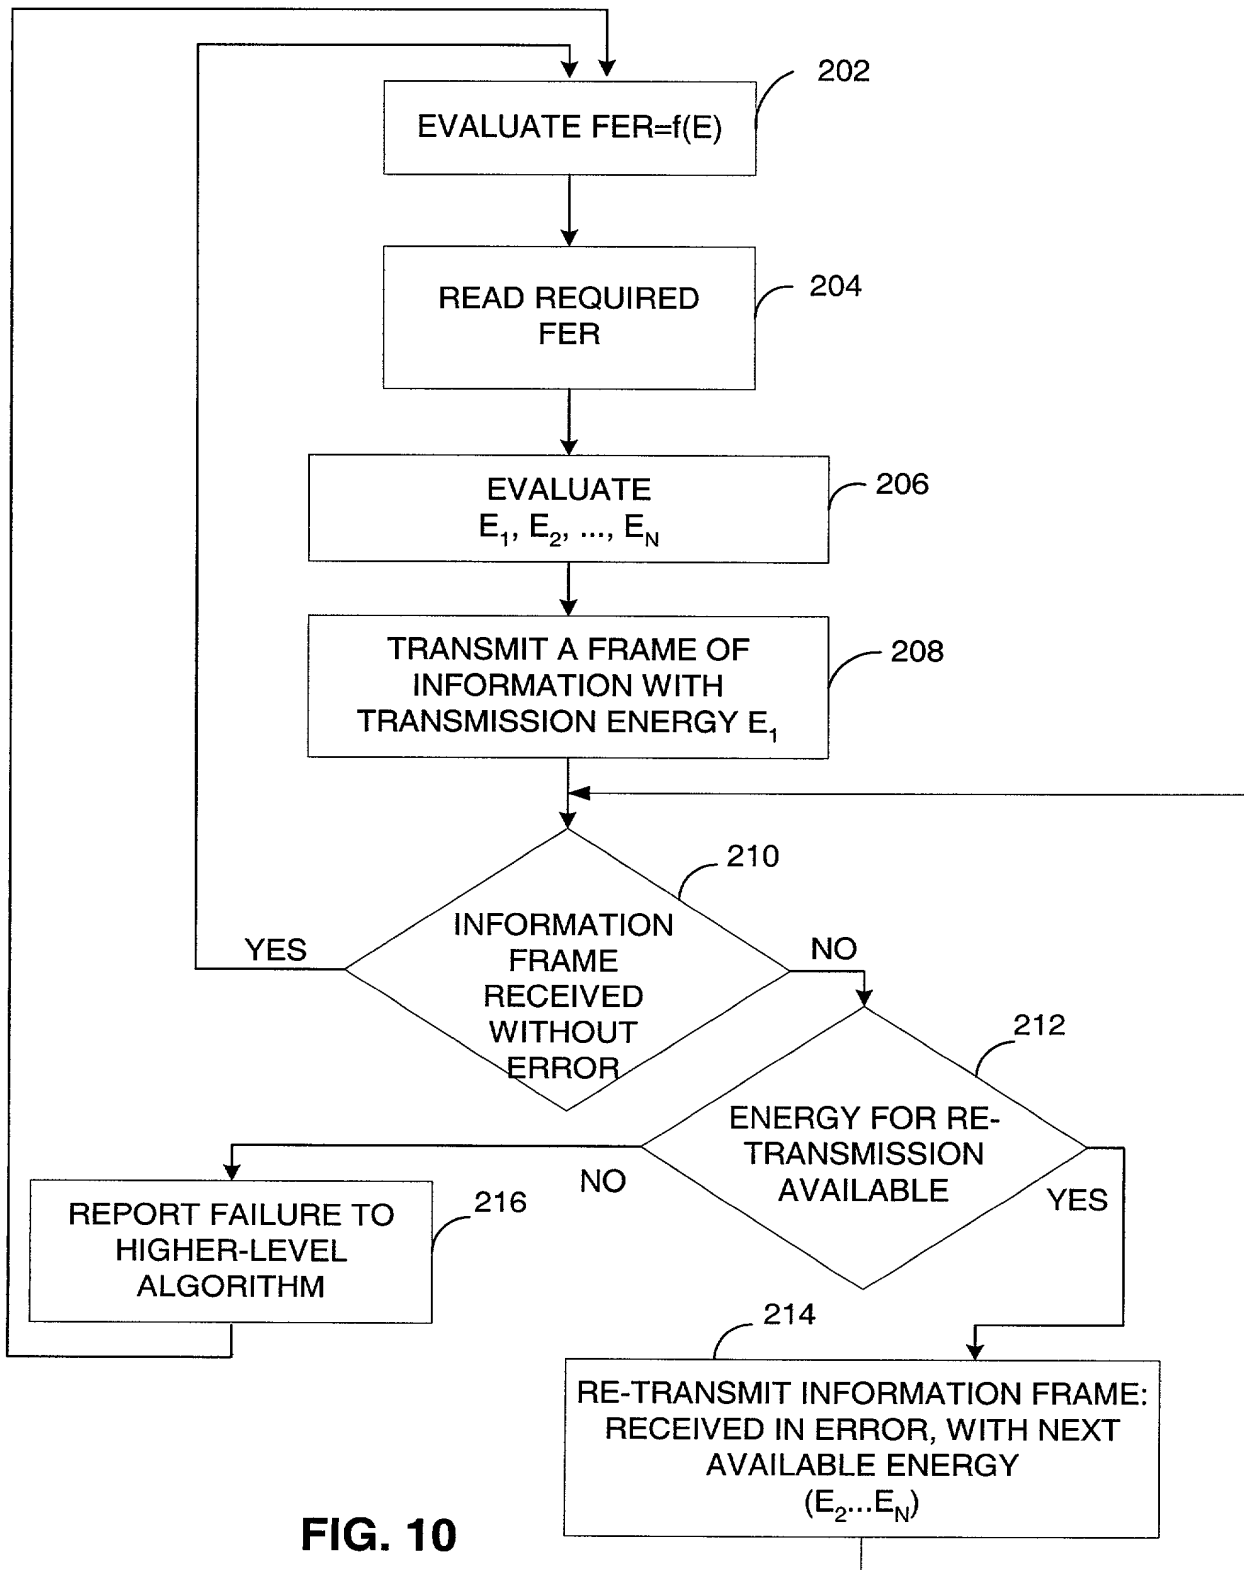 202
EVALUATE FER=f(E)
204
READ REQUIRED
FER
206
EVALUATE
E₁, E₂, ..., E_N
208
TRANSMIT A FRAME OF
INFORMATION WITH
TRANSMISSION ENERGY E₁
210
INFORMATION
FRAME
RECEIVED
WITHOUT
ERROR
YES
NO
212
ENERGY FOR RE-
TRANSMISSION
AVAILABLE
NO
YES
216
REPORT FAILURE TO
HIGHER-LEVEL
ALGORITHM
214
RE-TRANSMIT INFORMATION FRAME:
RECEIVED IN ERROR, WITH NEXT
AVAILABLE ENERGY
(E₂...E_N)
FIG. 10